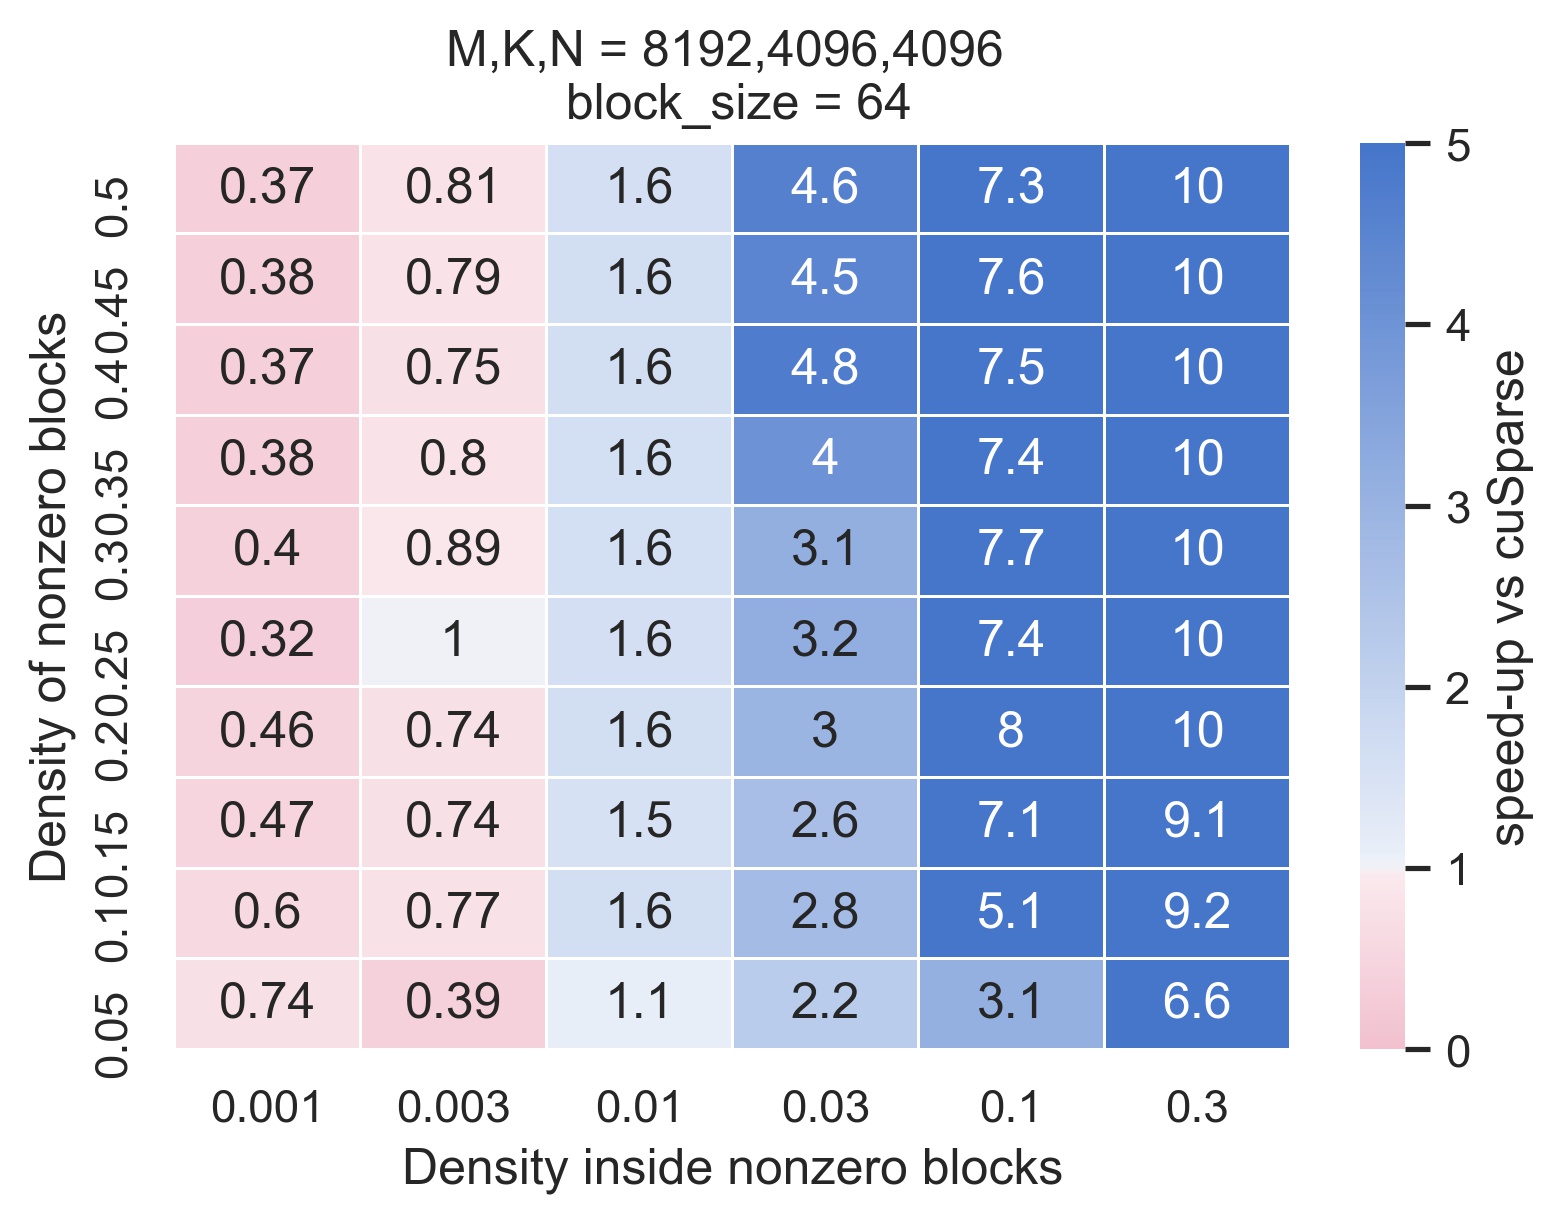 M,K,N = 8192,4096,4096
block_size = 64
Density of nonzero blocks
0.5 0.37 0.81 1.6 4.6 7.3 10
0.45 0.38 0.79 1.6 4.5 7.6 10
0.4 0.37 0.75 1.6 4.8 7.5 10
0.35 0.38 0.8 1.6 4 7.4 10
0.3 0.4 0.89 1.6 3.1 7.7 10
0.25 0.32 1 1.6 3.2 7.4 10
0.2 0.46 0.74 1.6 3 8 10
0.15 0.47 0.74 1.5 2.6 7.1 9.1
0.1 0.6 0.77 1.6 2.8 5.1 9.2
0.05 0.74 0.39 1.1 2.2 3.1 6.6
0.001 0.003 0.01 0.03 0.1 0.3
Density inside nonzero blocks
5
4
3
2
1
0
speed-up vs cuSparse